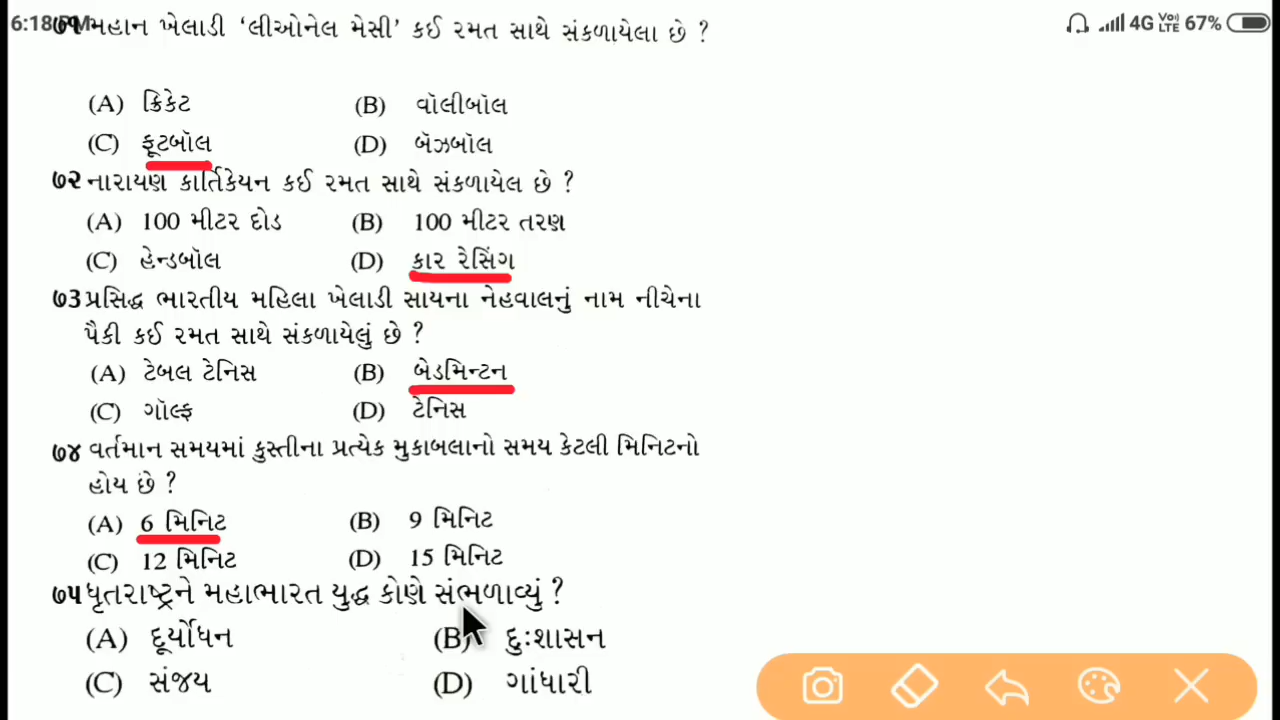 6:18 PM
4G VoLTE 67%
૭૧ મહાન ખેલાડી ‘લીઓનેલ મેસી’ કઈ રમત સાથે સંકળાયેલા છે ?
(A) ક્રિકેટ (B) વૉલીબૉલ
(C) ફૂટબૉલ (D) બૅઝબૉલ
૭૨ નારાયણ કાર્તિકેયન કઈ રમત સાથે સંકળાયેલ છે ?
(A) 100 મીટર દોડ (B) 100 મીટર તરણ
(C) હેન્ડબૉલ (D) કાર રેસિંગ
૭૩ પ્રસિદ્ધ ભારતીય મહિલા ખેલાડી સાયના નેહવાલનું નામ નીચેના
પૈકી કઈ રમત સાથે સંકળાયેલું છે ?
(A) ટેબલ ટેનિસ (B) બેડમિન્ટન
(C) ગૉલ્ફ (D) ટેનિસ
૭૪ વર્તમાન સમયમાં કુસ્તીના પ્રત્યેક મુકાબલાનો સમય કેટલી મિનિટનો
હોય છે ?
(A) 6 મિનિટ (B) 9 મિનિટ
(C) 12 મિનિટ (D) 15 મિનિટ
૭૫ ધૃતરાષ્ટ્રને મહાભારત યુદ્ધ કોણે સંભળાવ્યું ?
(A) દૂર્યોધન (B) દુઃશાસન
(C) સંજય (D) ગાંધારી